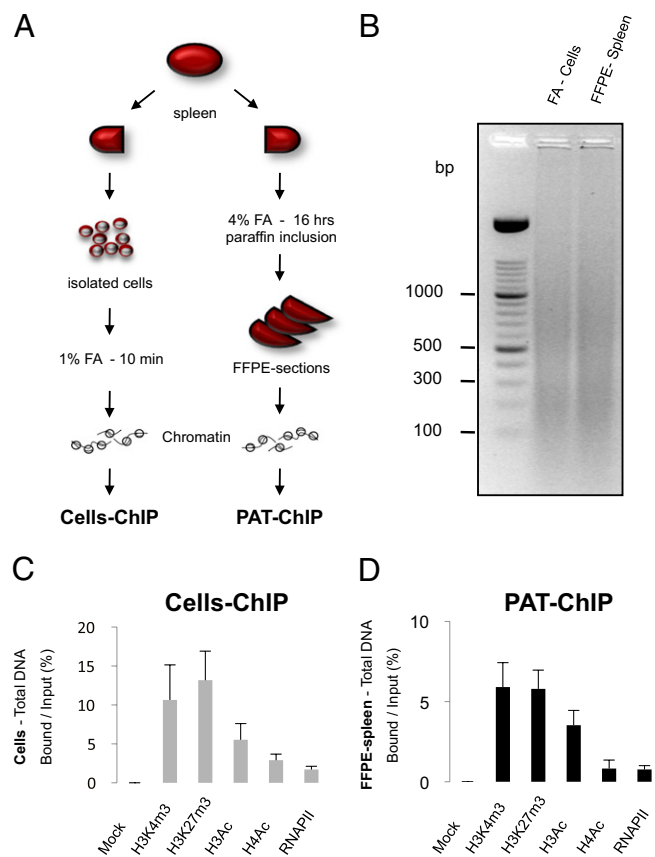 A
spleen
isolated cells
1% FA - 10 min
4% FA - 16 hrs
paraffin inclusion
FFPE-sections
Chromatin
Cells-ChIP
PAT-ChIP
B
FA - Cells
FFPE- Spleen
bp
1000
500
300
100
C
Cells-ChIP
Cells - Total DNA
Bound / Input (%)
20
15
10
5
0
Mock
H3K4m3
H3K27m3
H3Ac
H4Ac
RNAPII
D
PAT-ChIP
FFPE-spleen - Total DNA
Bound / Input (%)
10
5
0
Mock
H3K4m3
H3K27m3
H3Ac
H4Ac
RNAPII